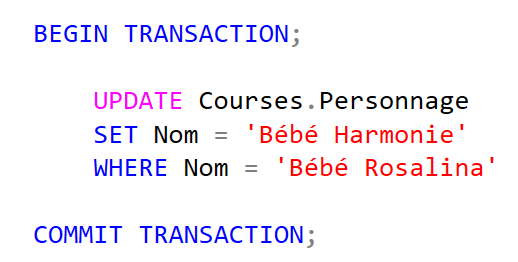 BEGIN TRANSACTION;
UPDATE Courses.Personnage
SET Nom = 'Bébé Harmonie'
WHERE Nom = 'Bébé Rosalina'
COMMIT TRANSACTION;